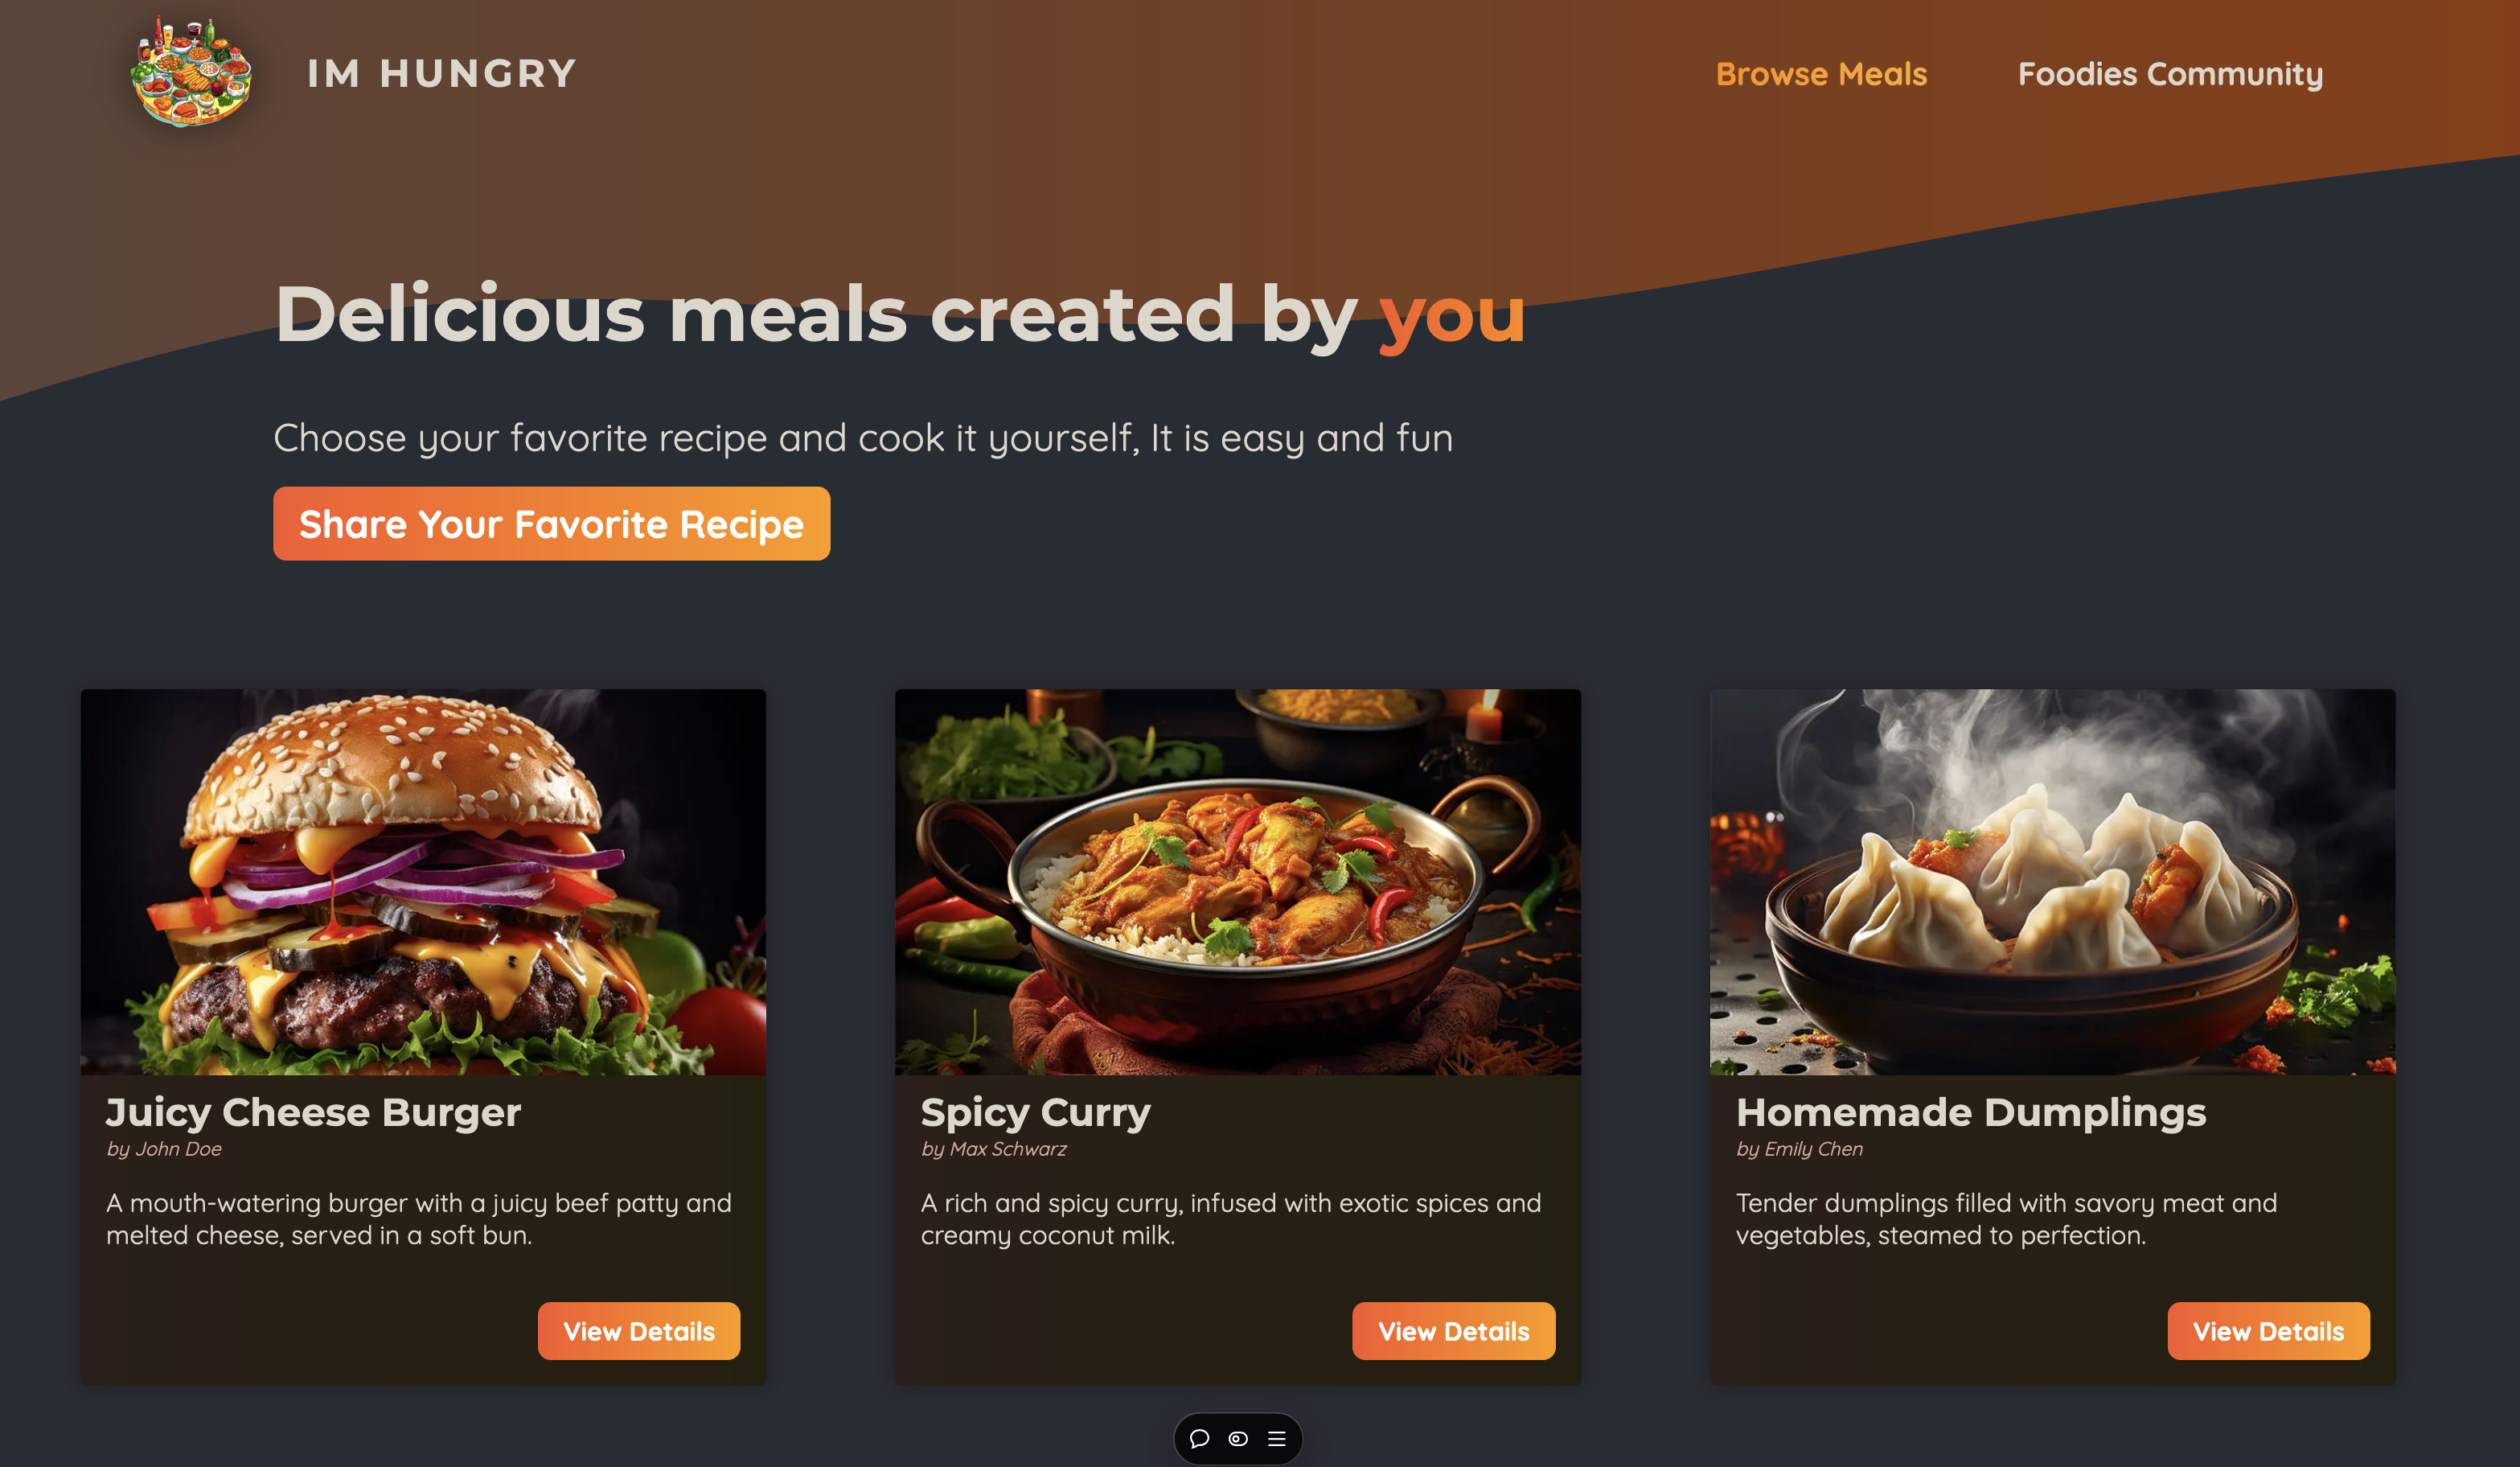 IM HUNGRY
Browse Meals
Foodies Community
Delicious meals created by you
Choose your favorite recipe and cook it yourself, It is easy and fun
Share Your Favorite Recipe
Juicy Cheese Burger
by John Doe
A mouth-watering burger with a juicy beef patty and
melted cheese, served in a soft bun.
View Details
Spicy Curry
by Max Schwarz
A rich and spicy curry, infused with exotic spices and
creamy coconut milk.
View Details
Homemade Dumplings
by Emily Chen
Tender dumplings filled with savory meat and
vegetables, steamed to perfection.
View Details